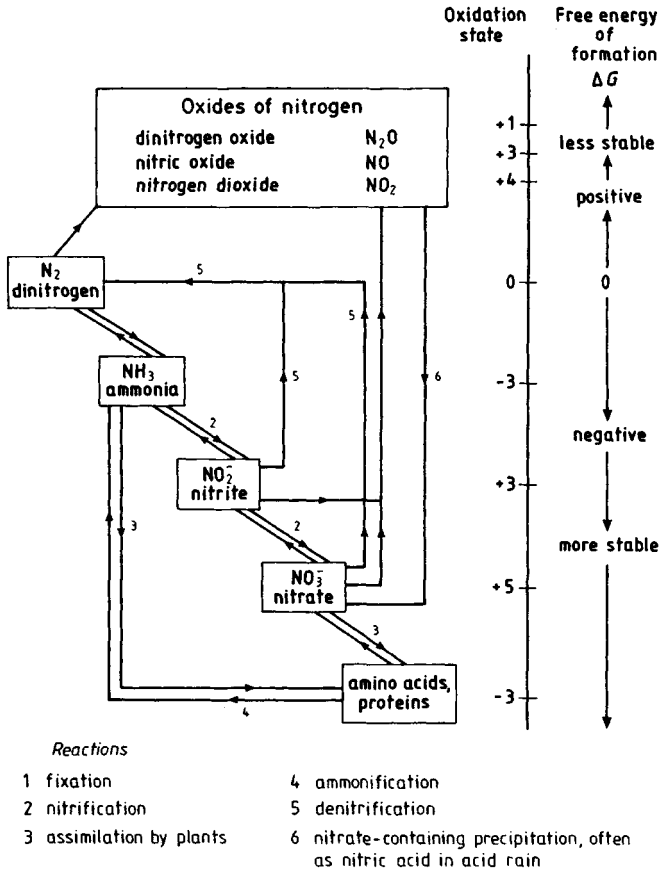 Oxidation state
Free energy of formation
ΔG
Oxides of nitrogen
dinitrogen oxide N₂O
nitric oxide NO
nitrogen dioxide NO₂
+1
+3
+4
less stable
positive
N₂
dinitrogen
5
0
0
5
5
6
NH₃
ammonia
-3
2
negative
NO₂⁻
nitrite
+3
3
2
more stable
NO₃⁻
nitrate
+5
3
amino acids,
proteins
-3
4
Reactions
1 fixation
2 nitrification
3 assimilation by plants
4 ammonification
5 denitrification
6 nitrate-containing precipitation, often
as nitric acid in acid rain